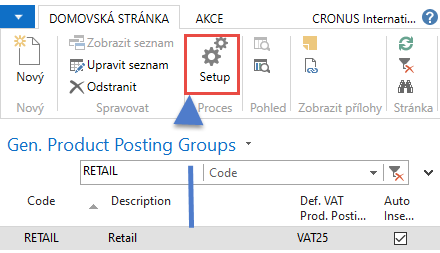 DOMOVSKÁ STRÁNKA
AKCE
CRONUS Internati...
Nový
Zobrazit seznam
Upravit seznam
Odstranit
Setup
Nový
Spravovat
Proces
Pohled
Zobrazit přílohy
Stránka
Gen. Product Posting Groups
RETAIL
Code
Code
Description
Def. VAT
Prod. Posti...
Auto
Inse...
RETAIL
Retail
VAT25